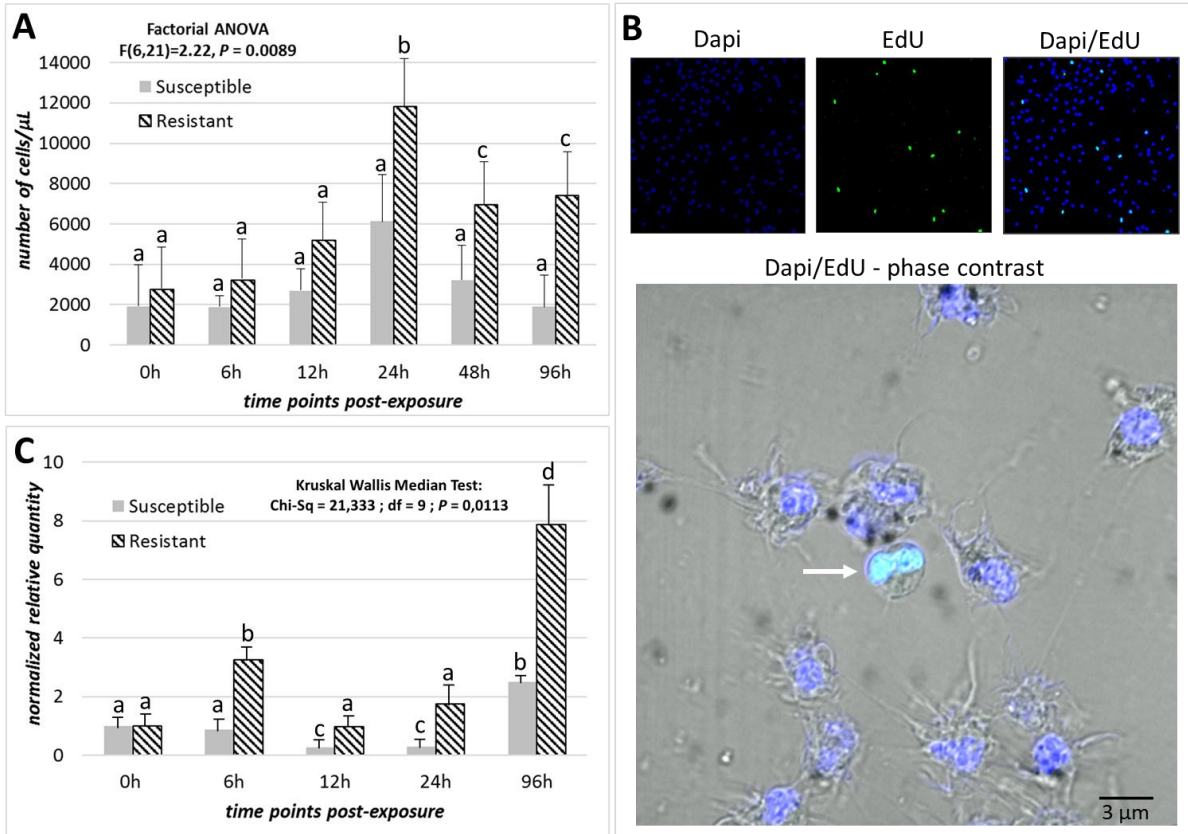 A
Factorial ANOVA
F(6,21)=2.22, P = 0.0089
Susceptible
Resistant
number of cells/µL
14000
12000
10000
8000
6000
4000
2000
0
a a a a a a a b a c a c
0h 6h 12h 24h 48h 96h
time points post-exposure
B
Dapi EdU Dapi/EdU
Dapi/EdU - phase contrast
3 µm
C
Kruskal Wallis Median Test:
Chi-Sq = 21,333 ; df = 9 ; P = 0,0113
Susceptible
Resistant
normalized relative quantity
10
8
6
4
2
0
a a a b c a c a b d
0h 6h 12h 24h 96h
time points post-exposure